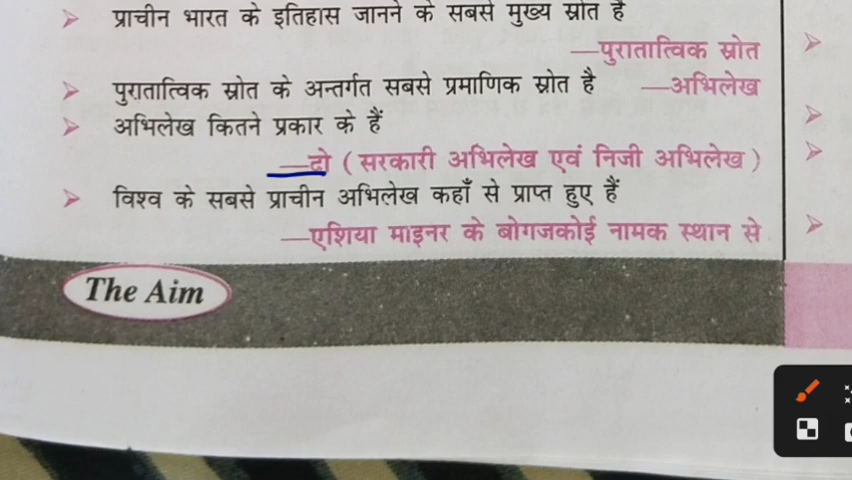 ➢ प्राचीन भारत के इतिहास जानने के सबसे मुख्य स्रोत है
—पुरातात्विक स्रोत
➢ पुरातात्विक स्रोत के अन्तर्गत सबसे प्रमाणिक स्रोत है —अभिलेख
➢ अभिलेख कितने प्रकार के हैं
—दो (सरकारी अभिलेख एवं निजी अभिलेख)
➢ विश्व के सबसे प्राचीन अभिलेख कहाँ से प्राप्त हुए हैं
—एशिया माइनर के बोगजकोई नामक स्थान से
The Aim